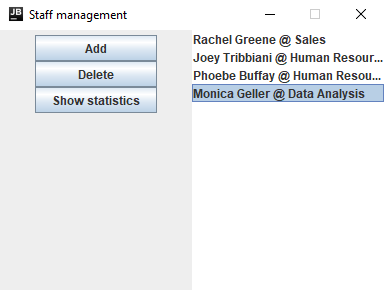 JB Staff management
Add
Delete
Show statistics
Rachel Greene @ Sales
Joey Tribbiani @ Human Resour...
Phoebe Buffay @ Human Resou...
Monica Geller @ Data Analysis